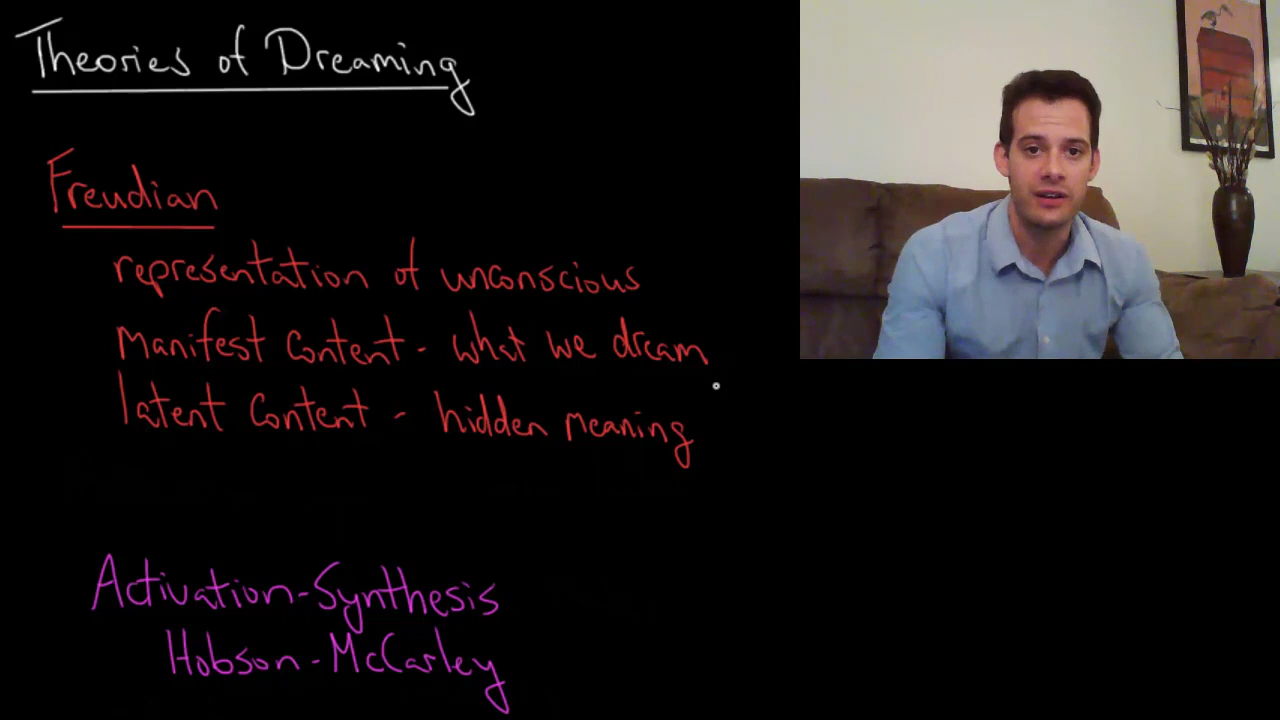 Theories of Dreaming
Freudian
representation of unconscious
Manifest Content - what we dream
latent Content - hidden meaning
Activation-Synthesis
Hobson-McCarley